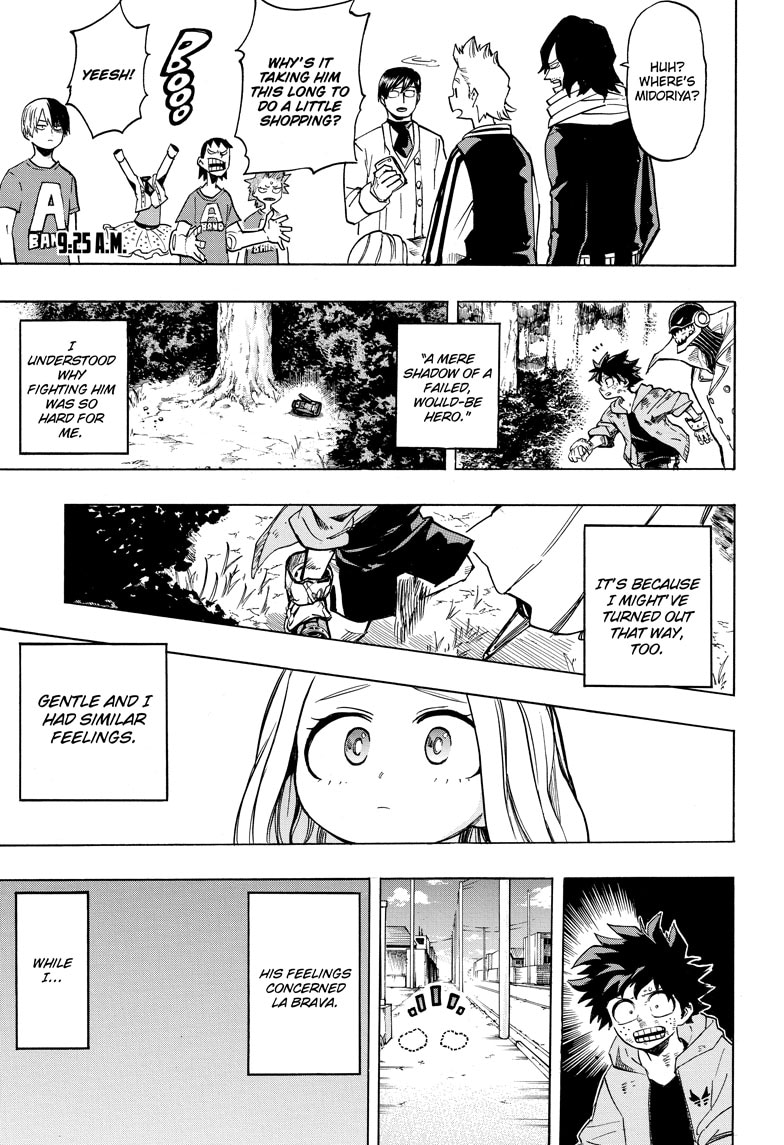 HUH?
WHERE'S
MIDORIYA?
WHY'S IT
TAKING HIM
THIS LONG TO
DO A LITTLE
SHOPPING?
BOOO
YEESH!
A
BAND
A
BAN
9:25 A.M.
"A MERE
SHADOW OF A
FAILED,
WOULD-BE
HERO."
I
UNDERSTOOD
WHY
FIGHTING HIM
WAS SO
HARD FOR
ME.
IT'S BECAUSE
I MIGHT'VE
TURNED OUT
THAT WAY,
TOO.
GENTLE AND I
HAD SIMILAR
FEELINGS.
HIS FEELINGS
CONCERNED
LA BRAVA.
WHILE
I...